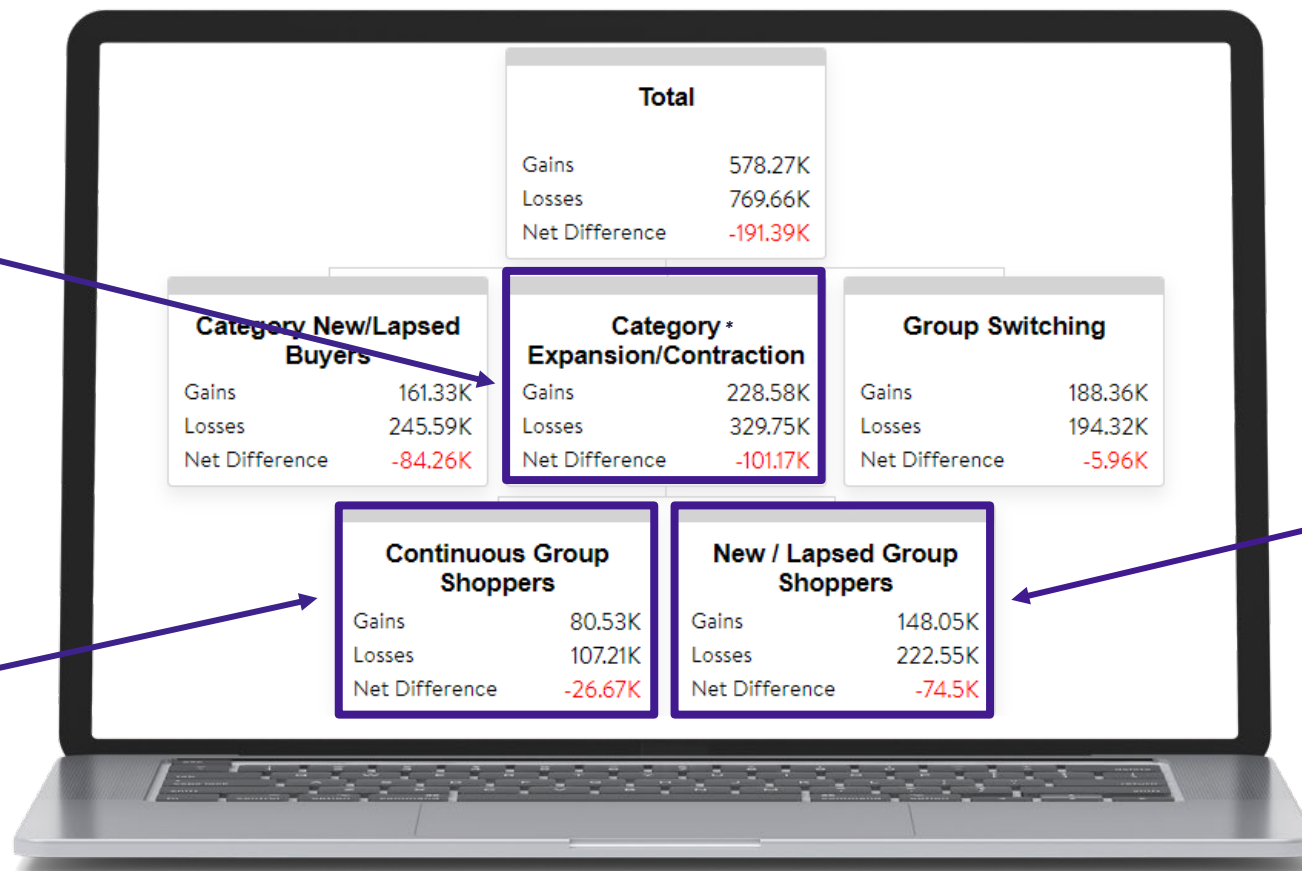 Total
Gains 578.27K
Losses 769.66K
Net Difference -191.39K
Category New/Lapsed
Buyers
Gains 161.33K
Losses 245.59K
Net Difference -84.26K
Category *
Expansion/Contraction
Gains 228.58K
Losses 329.75K
Net Difference -101.17K
Group Switching
Gains 188.36K
Losses 194.32K
Net Difference -5.96K
Continuous Group
Shoppers
Gains 80.53K
Losses 107.21K
Net Difference -26.67K
New / Lapsed Group
Shoppers
Gains 148.05K
Losses 222.55K
Net Difference -74.5K